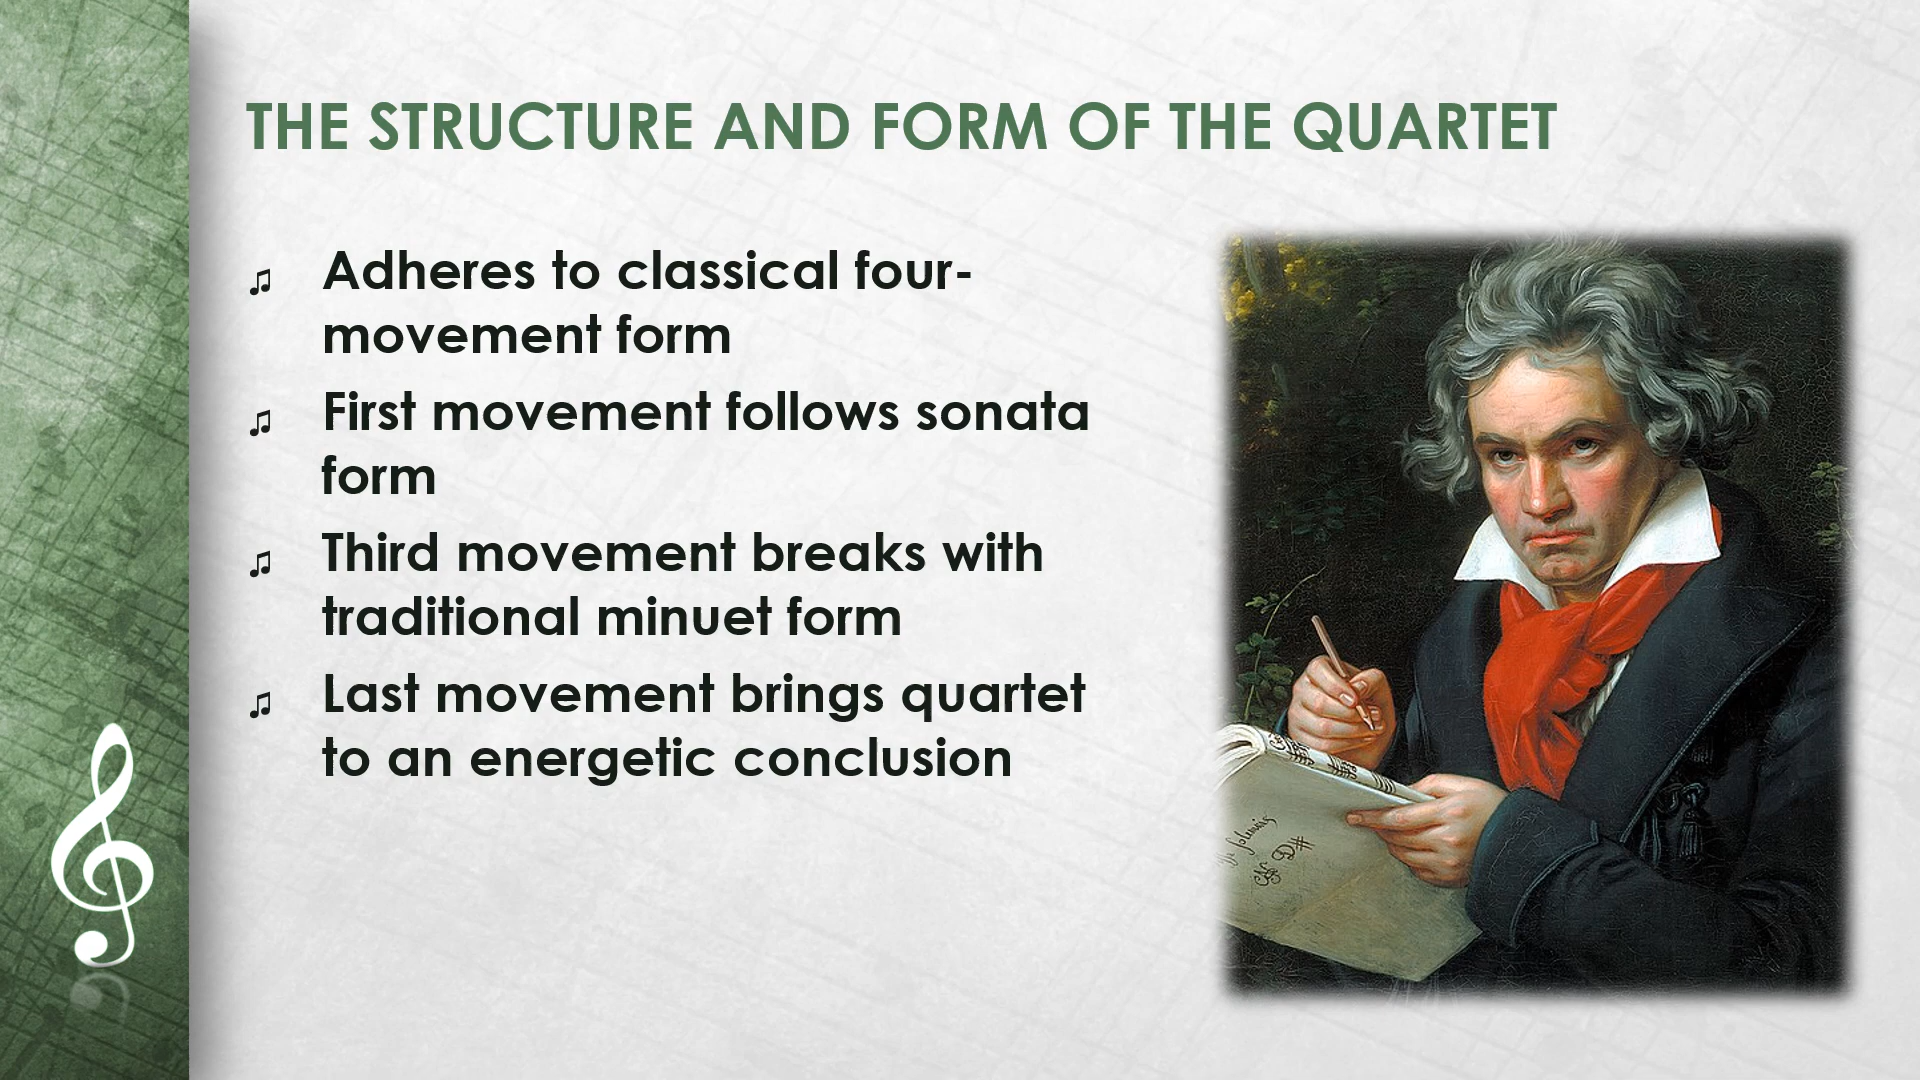 THE STRUCTURE AND FORM OF THE QUARTET
♫ Adheres to classical four-
movement form
♫ First movement follows sonata
form
♫ Third movement breaks with
traditional minuet form
♫ Last movement brings quartet
to an energetic conclusion
D#